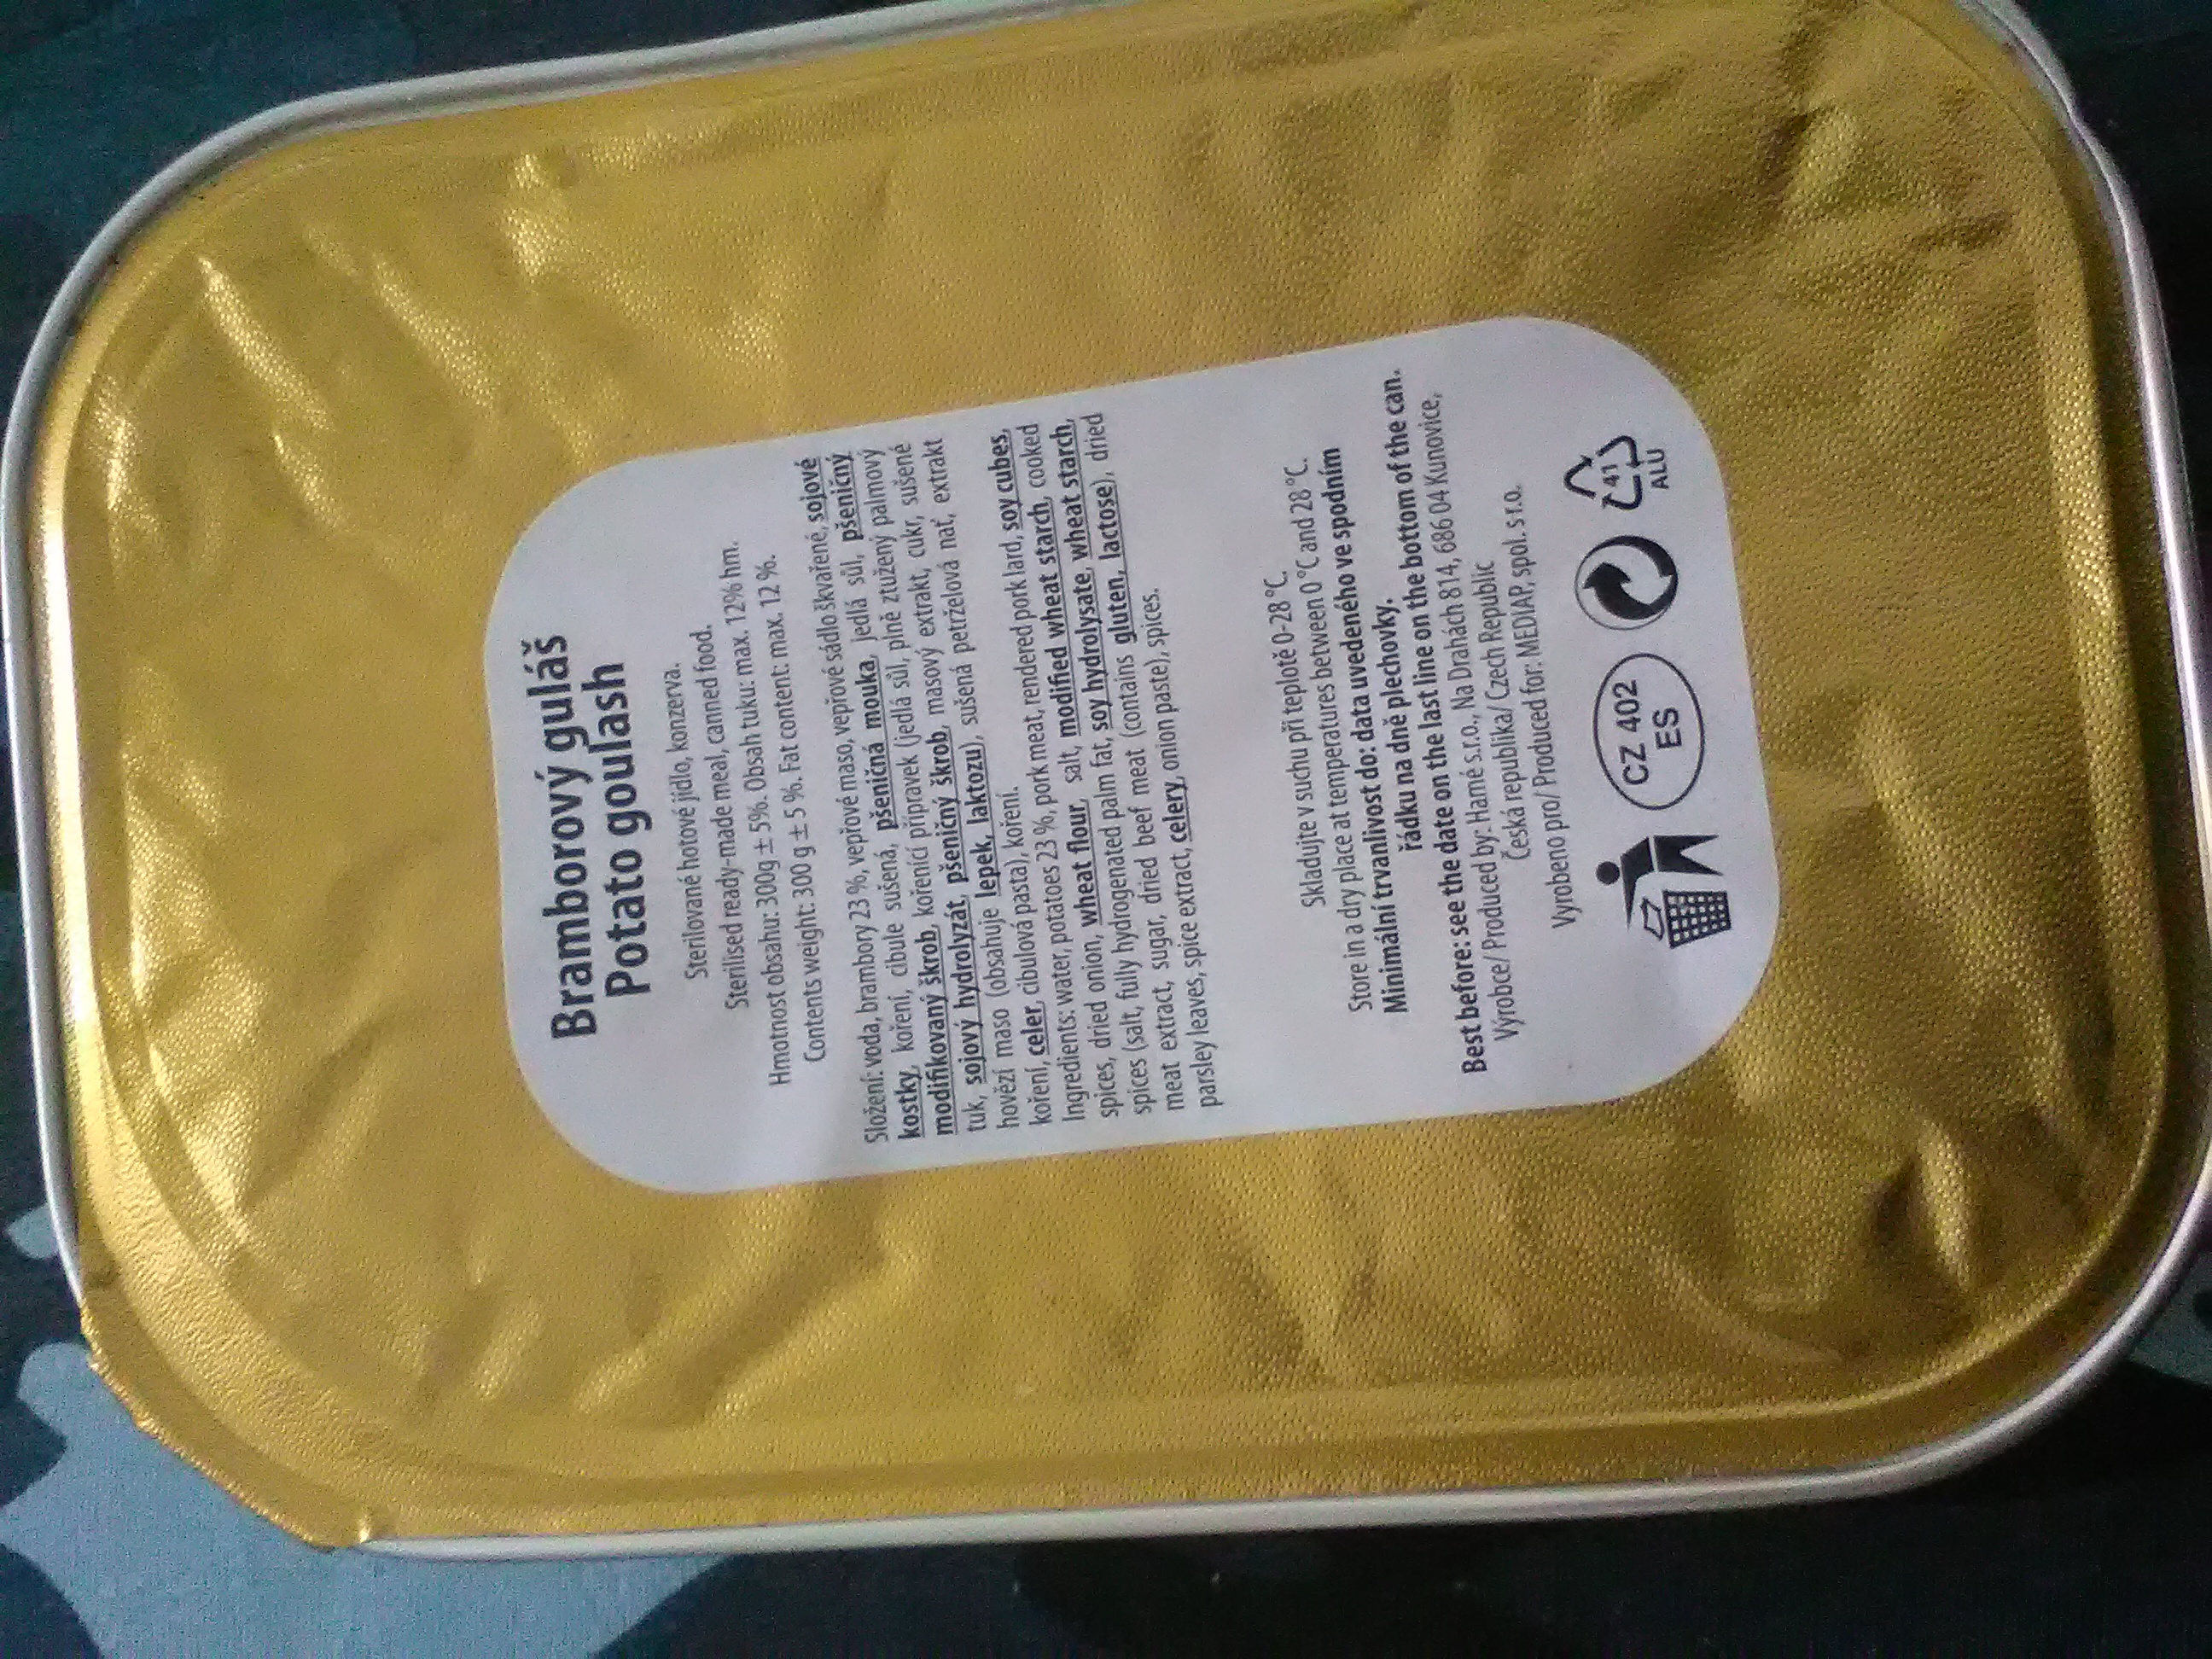 Bramborový guláš
Potato goulash
Sterilované hotové jídlo, konzerva.
Sterilised ready-made meal, canned food.
Hmotnost obsahu: 300g ± 5%. Obsah tuku: max. 12% hm.
Contents weight: 300 g ± 5 %. Fat content: max. 12 %.
Složení: voda, brambory 23 %, vepřové maso, vepřové sádlo škvařené, sojové
kostky, koření, cibule sušená, pšeničná mouka, jedlá sůl, pšeničný
modifikovaný škrob, kořenící přípravek (jedlá sůl, plně ztužený palmový
tuk, sojový hydrolyzát, pšeničný škrob, masový extrakt, cukr, sušené
hovězí maso (obsahuje lepek, laktozu), sušená petrželová nať, extrakt
koření, celer, cibulová pasta), koření.
Ingredients: water, potatoes 23 %, pork meat, rendered pork lard, soy cubes,
spices, dried onion, wheat flour, salt, modified wheat starch, cooked
spices (salt, fully hydrogenated palm fat, soy hydrolysate, wheat starch,
meat extract, sugar, dried beef meat (contains gluten, lactose), dried
parsley leaves, spice extract, celery, onion paste), spices.
Skladujte v suchu při teplotě 0-28 °C.
Store in a dry place at temperatures between 0 °C and 28 °C.
Minimální trvanlivost do: data uvedeného ve spodním
řádku na dně plechovky.
Best before: see the date on the last line on the bottom of the can.
Výrobce/ Produced by: Hamé s.r.o., Na Drahách 814, 686 04 Kunovice,
Česká republika/ Czech Republic
Vyrobeno pro/ Produced for: MEDIAP, spol. s r.o.
CZ 402
ES
41
ALU